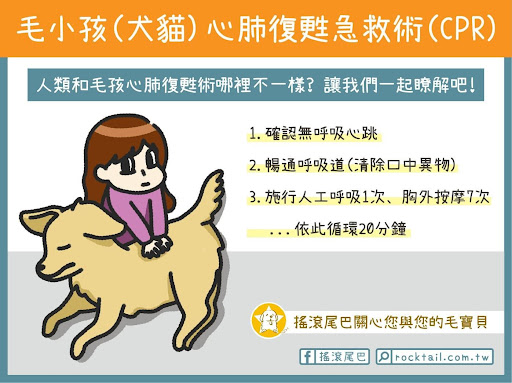 毛小孩(犬貓)心肺復甦急救術(CPR)
人類和毛孩心肺復甦術哪裡不一樣? 讓我們一起瞭解吧!
1.確認無呼吸心跳
2.暢通呼吸道(清除口中異物)
3.施行人工呼吸1次、胸外按摩7次
...依此循環20分鐘
搖滾尾巴關心您與您的毛寶貝
f 搖滾尾巴 rocktail.com.tw